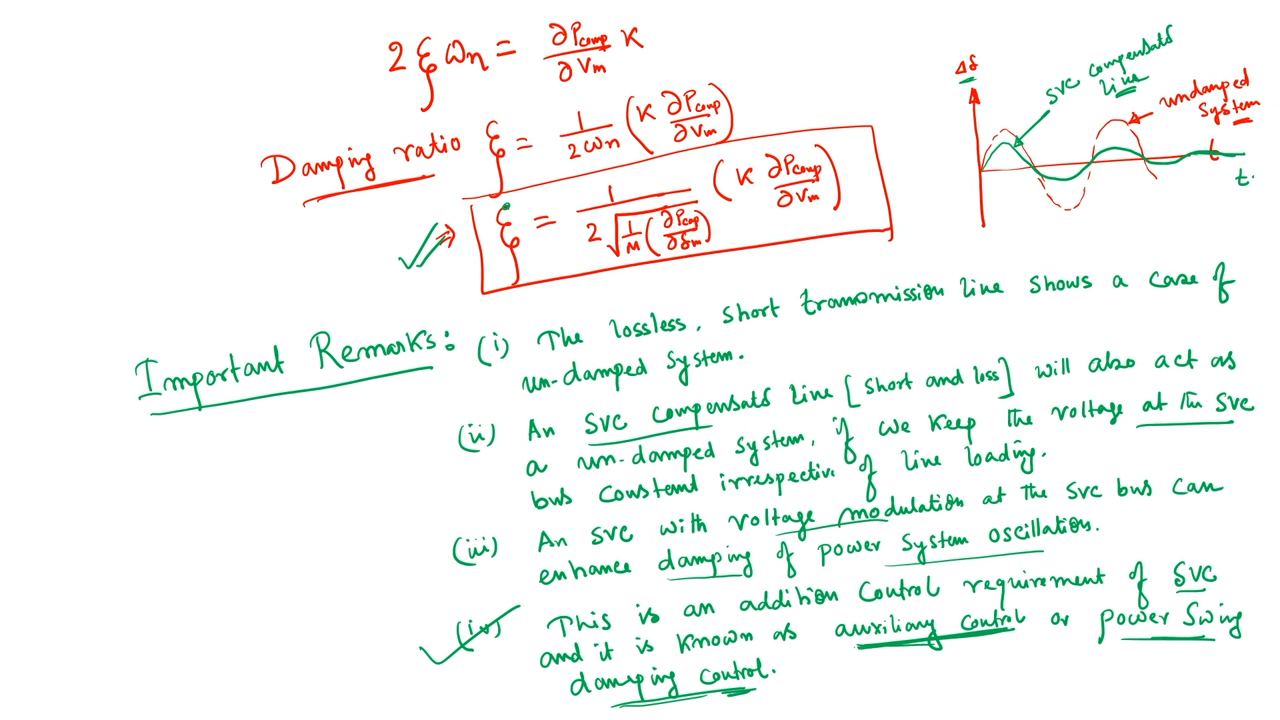 2ξωn = ∂Pcomp/∂Vm K
Damping ratio ξ = 1/2ωn (K ∂Pcomp/∂Vm)
ξ = 1/(2√(1/M (∂Pcomp/∂δm))) (K ∂Pcomp/∂Vm)
Δδ
SVC compensated
line
undamped
system
t
t.
Important Remarks: (i) The lossless, short transmission line shows a case of
un-damped system.
(ii) An SVC compensated line [short and loss] will also act as
a un-damped system, if we keep the voltage at the SVC
bus constant irrespective of line loading.
(iii) An SVC with voltage modulation at the SVC bus can
enhance damping of power system oscillation.
(iv) This is an addition control requirement of SVC
and it is known as auxiliary control or power swing
damping control.